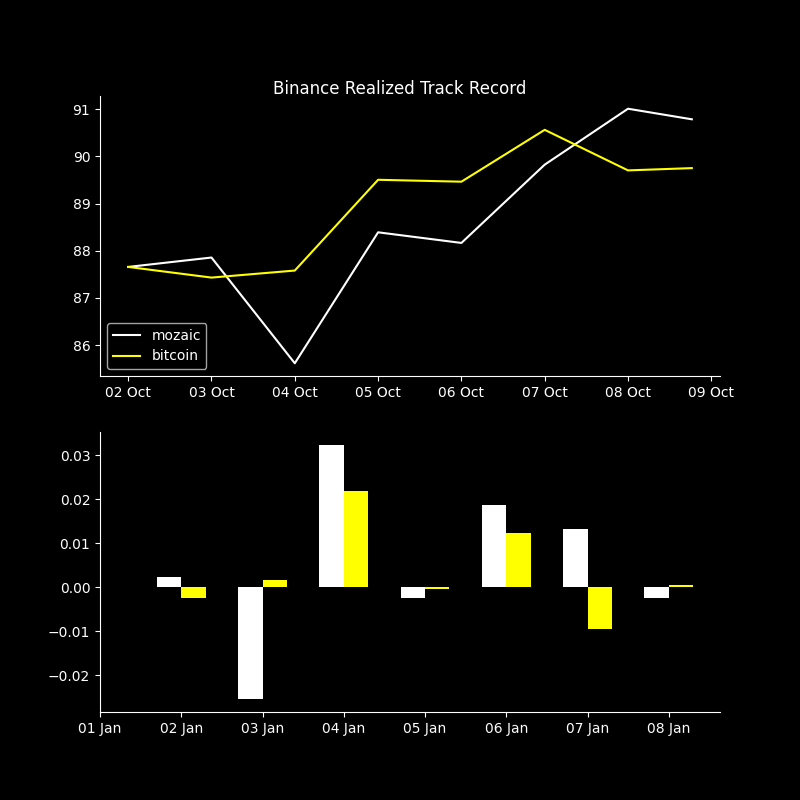 Binance Realized Track Record
91
90
89
88
87
86
mozaic
bitcoin
02 Oct 03 Oct 04 Oct 05 Oct 06 Oct 07 Oct 08 Oct 09 Oct
0.03
0.02
0.01
0.00
−0.01
−0.02
01 Jan 02 Jan 03 Jan 04 Jan 05 Jan 06 Jan 07 Jan 08 Jan